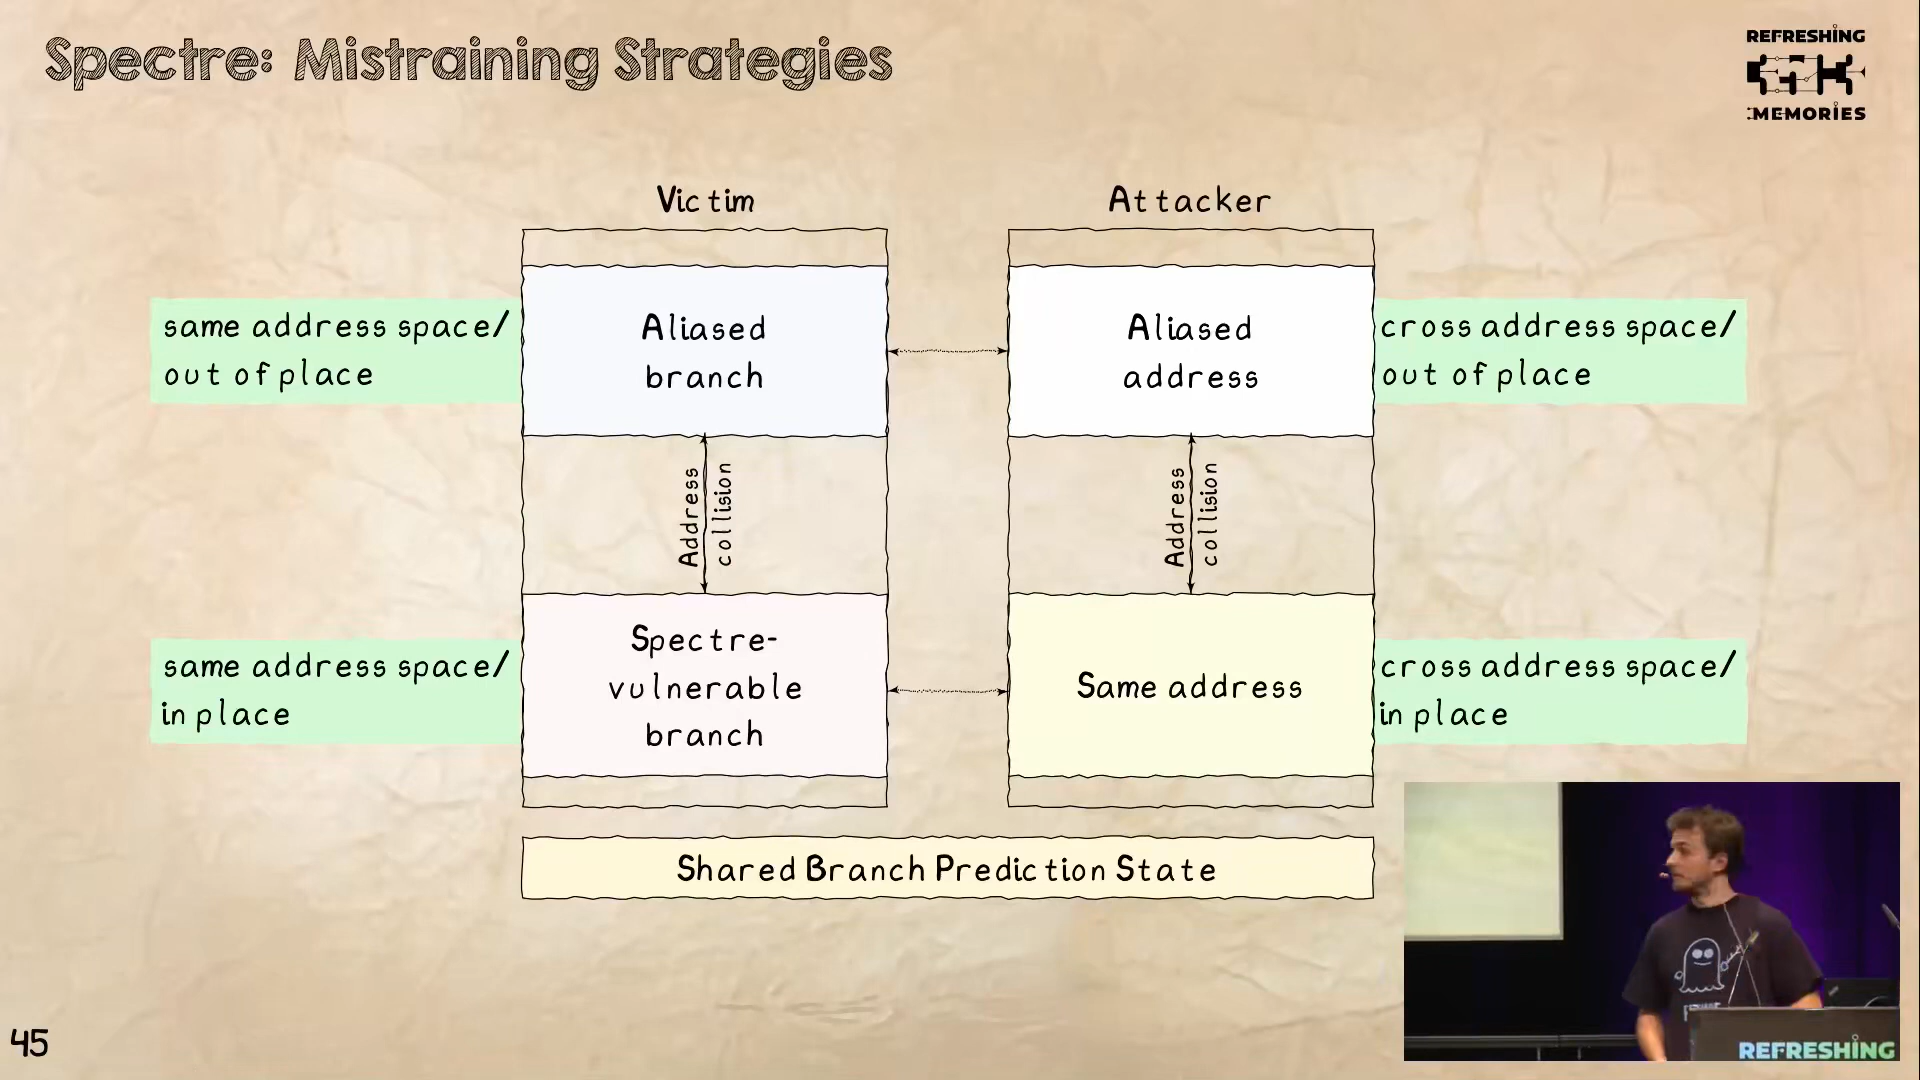 Spectre: Mistraining Strategies
REFRESHING
MEMORIES
Victim
Attacker
same address space/
out of place
Aliased
branch
Aliased
address
cross address space/
out of place
Address
collision
Address
collision
same address space/
in place
Spectre-
vulnerable
branch
Same address
cross address space/
in place
Shared Branch Prediction State
45
REFRESHING